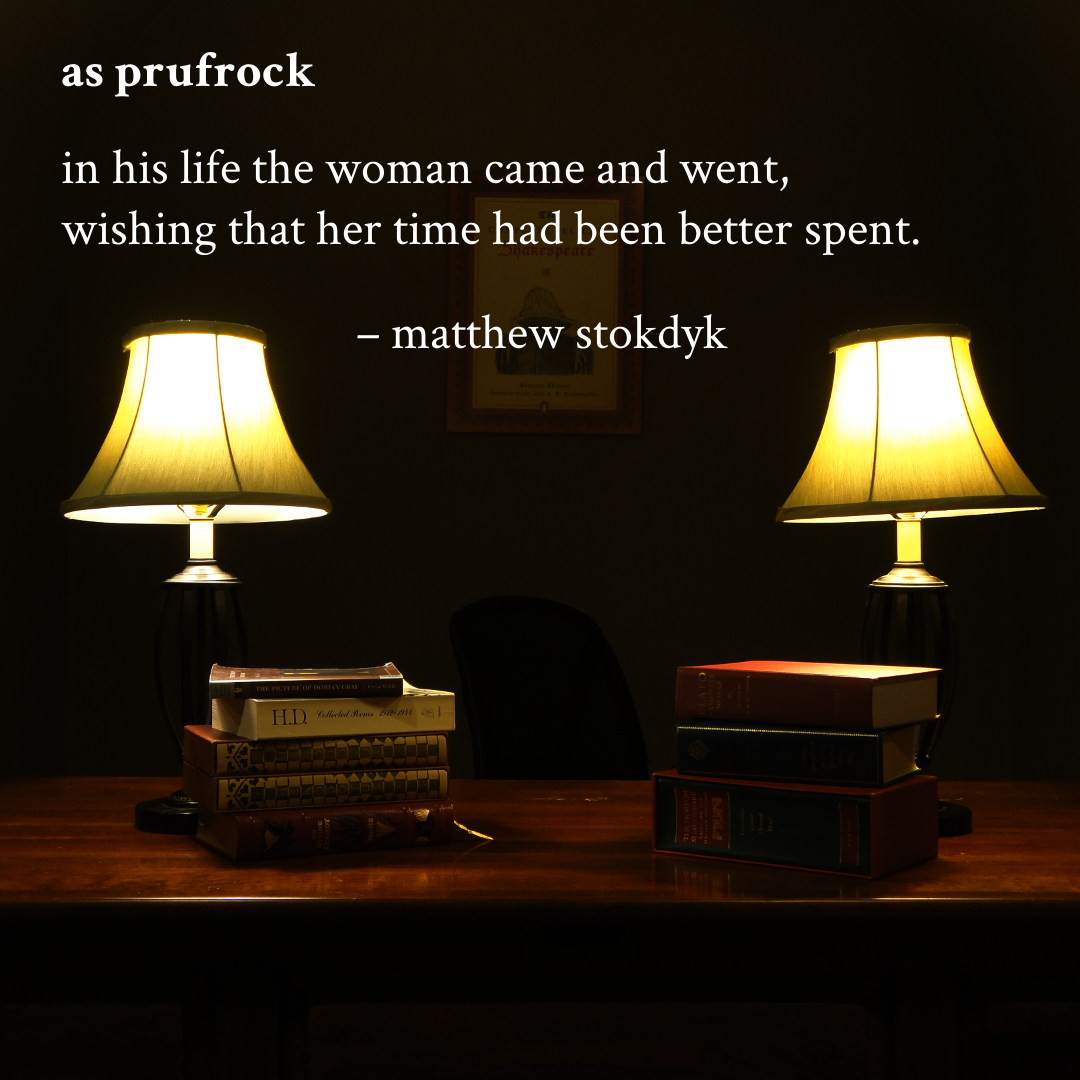 as prufrock
in his life the woman came and went,
wishing that her time had been better spent.
– matthew stokdyk
Shakespeare
THE PICTURE OF DORIAN GRAY
H.D. Collected Poems 1912-1944